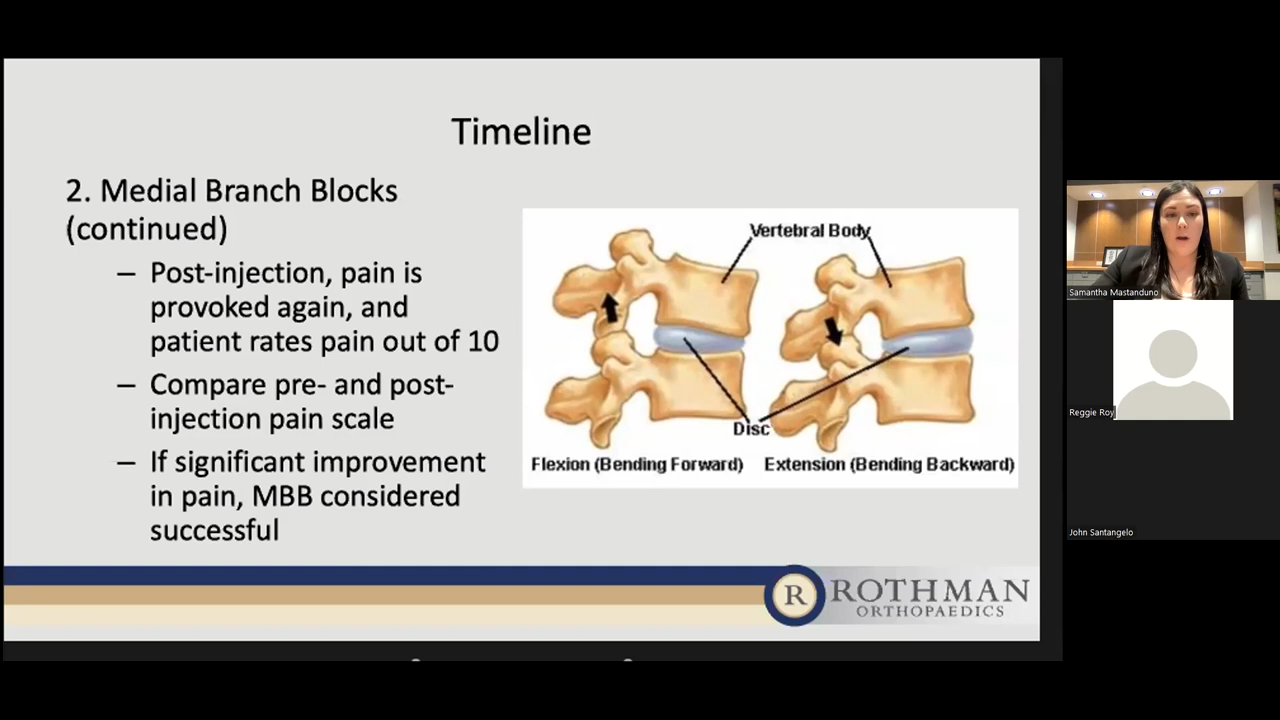 Timeline
2. Medial Branch Blocks
(continued)
– Post-injection, pain is
provoked again, and
patient rates pain out of 10
– Compare pre- and post-
injection pain scale
– If significant improvement
in pain, MBB considered
successful
Vertebral Body
Disc
Flexion (Bending Forward)
Extension (Bending Backward)
R ROTHMAN
ORTHOPAEDICS
Samantha Mastanduno
Reggie Roy
John Santangelo